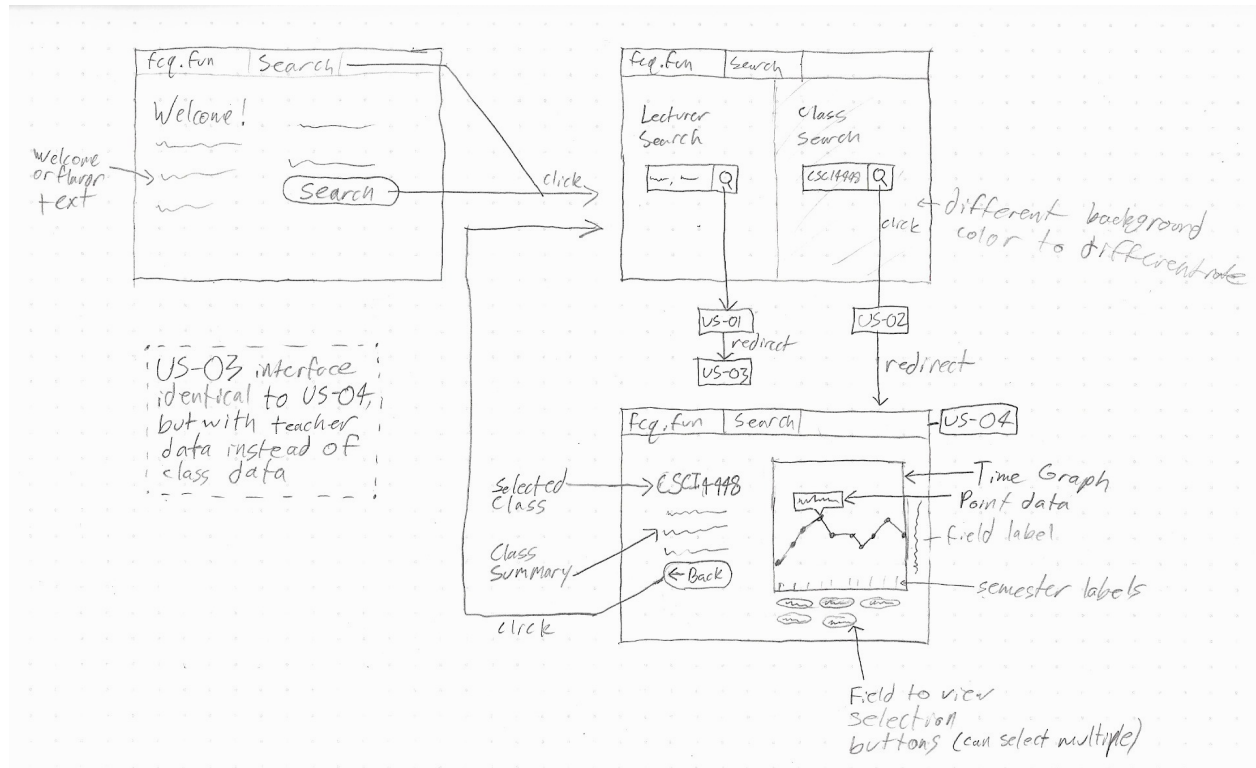 fcq.fun Search
Welcome!
Search
welcome
or flavor
text
click
fcq.fun Search
Lecturer
Search
Class
Search
CSCI4448
click
different background
color to differentiate
US-01
redirect
US-03
US-02
redirect
US-03 interface
identical to US-04,
but with teacher
data instead of
class data
fcq.fun Search
US-04
Selected
Class
CSCI4448
Class
Summary
← Back
click
Time Graph
Point data
field label
semester labels
Field to view
selection
buttons (can select multiple)